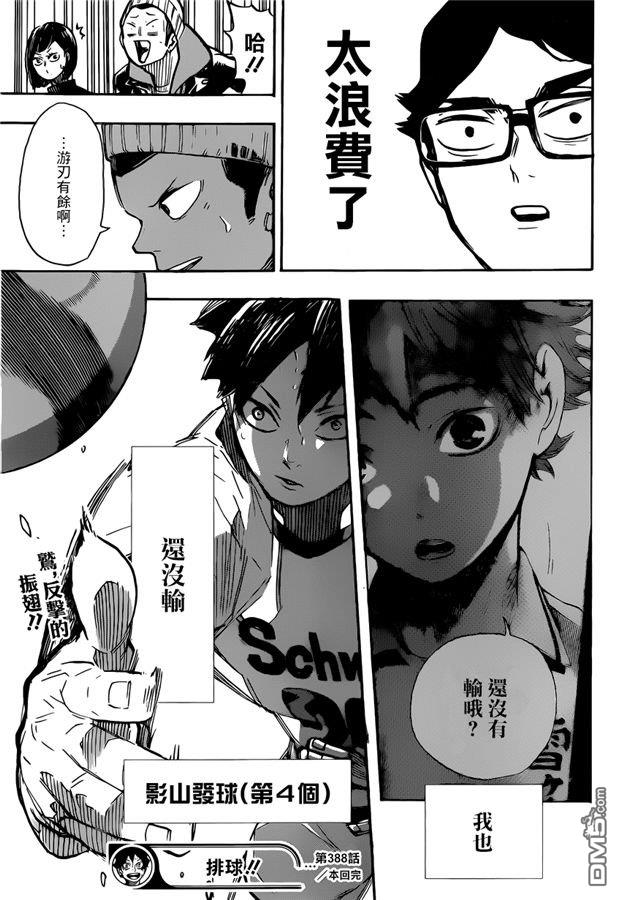 太浪費了
哈!!
…游刃有餘啊…
還沒有
輸哦？
我也
還沒輸
Schw
鷲，反擊的
振翅!!
影山發球(第4個)
排球!!
…第388話
／本回完
DM5.com